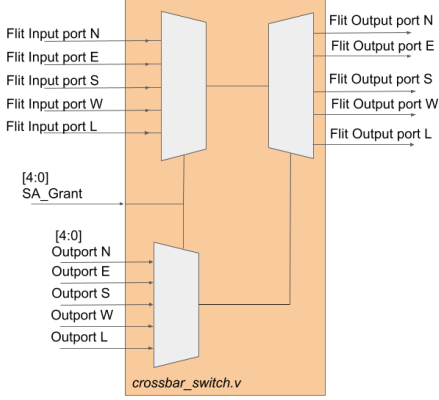 Flit Input port N
Flit Input port E
Flit Input port S
Flit Input port W
Flit Input port L
Flit Output port N
Flit Output port E
Flit Output port S
Flit Output port W
Flit Output port L
[4:0]
SA_Grant
[4:0]
Outport N
Outport E
Outport S
Outport W
Outport L
crossbar_switch.v